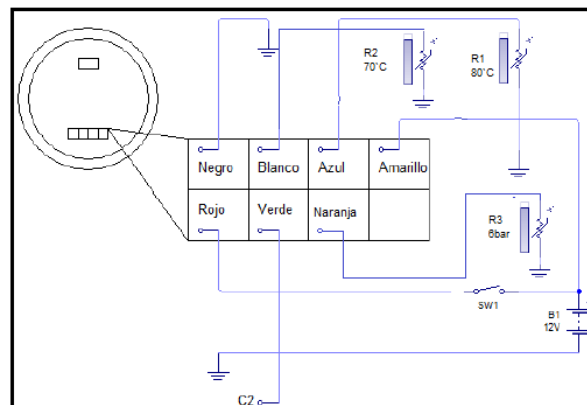 R2
70°C
R1
80°C
Negro
Blanco
Azul
Amarillo
Rojo
Verde
Naranja
R3
6bar
SW1
B1
12V
C2